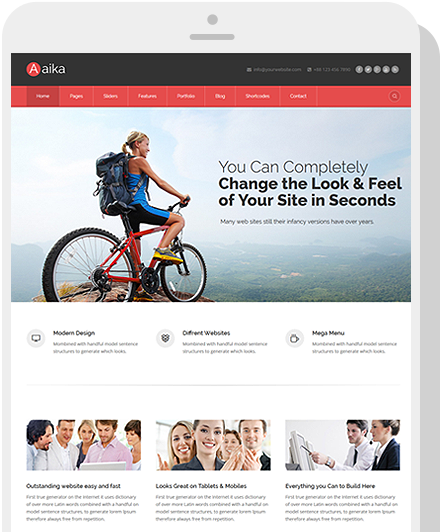 Aaika
info@yourwebsite.com +88 123 456 7890
Home Pages Sliders Features Portfolio Blog Shortcodes Contact
You Can Completely
Change the Look & Feel
of Your Site in Seconds
Many web sites still their infancy versions have over years.
Modern Design
Mombined with handful model sentence
structures to generate which looks.
Diffrent Websites
Mombined with handful model sentence
structures to generate which looks.
Mega Menu
Mombined with handful model sentence
structures to generate which looks.
Outstanding website easy and fast
First true generator on the Internet it uses dictionary
of over more Latin words combined with a handful on
model sentence structures, to generate lorem Ipsum
therefore always free from repetition.
Looks Great on Tablets & Mobiles
First true generator on the Internet it uses dictionary
of over more Latin words combined with a handful on
model sentence structures, to generate lorem Ipsum
therefore always free from repetition.
Everything you Can to Build Here
First true generator on the Internet it uses dictionary
of over more Latin words combined with a handful on
model sentence structures, to generate lorem Ipsum
therefore always free from repetition.